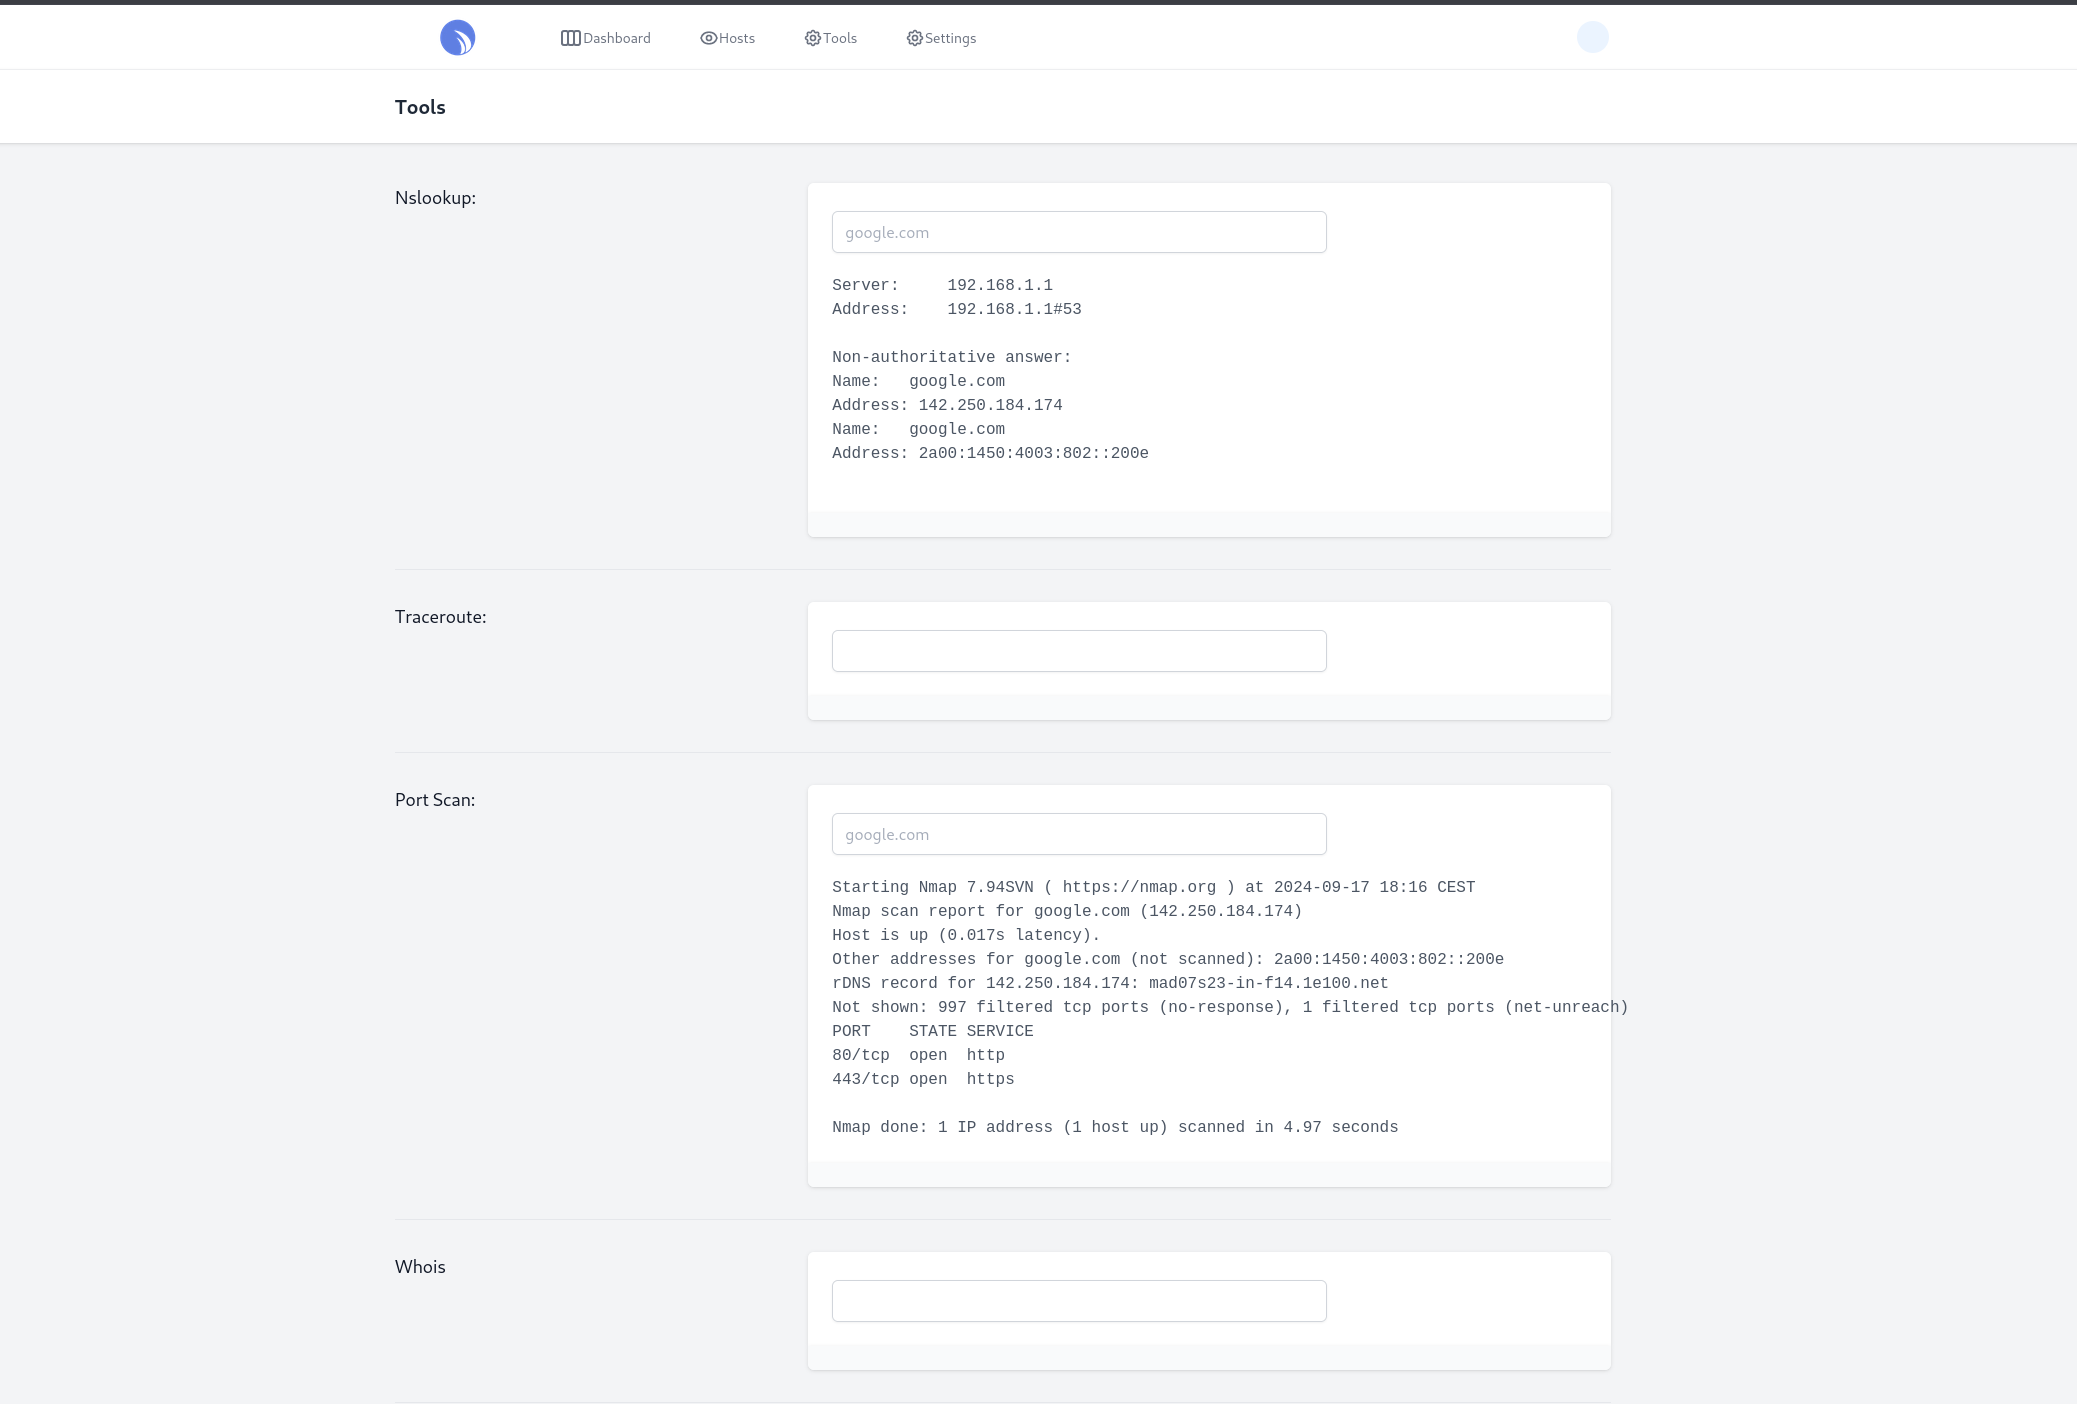 Dashboard Hosts Tools Settings
Tools
Nslookup:
google.com
Server:     192.168.1.1
Address:    192.168.1.1#53
Non-authoritative answer:
Name:   google.com
Address: 142.250.184.174
Name:   google.com
Address: 2a00:1450:4003:802::200e
Traceroute:
Port Scan:
google.com
Starting Nmap 7.94SVN ( https://nmap.org ) at 2024-09-17 18:16 CEST
Nmap scan report for google.com (142.250.184.174)
Host is up (0.017s latency).
Other addresses for google.com (not scanned): 2a00:1450:4003:802::200e
rDNS record for 142.250.184.174: mad07s23-in-f14.1e100.net
Not shown: 997 filtered tcp ports (no-response), 1 filtered tcp ports (net-unreach)
PORT    STATE SERVICE
80/tcp  open  http
443/tcp open  https
Nmap done: 1 IP address (1 host up) scanned in 4.97 seconds
Whois